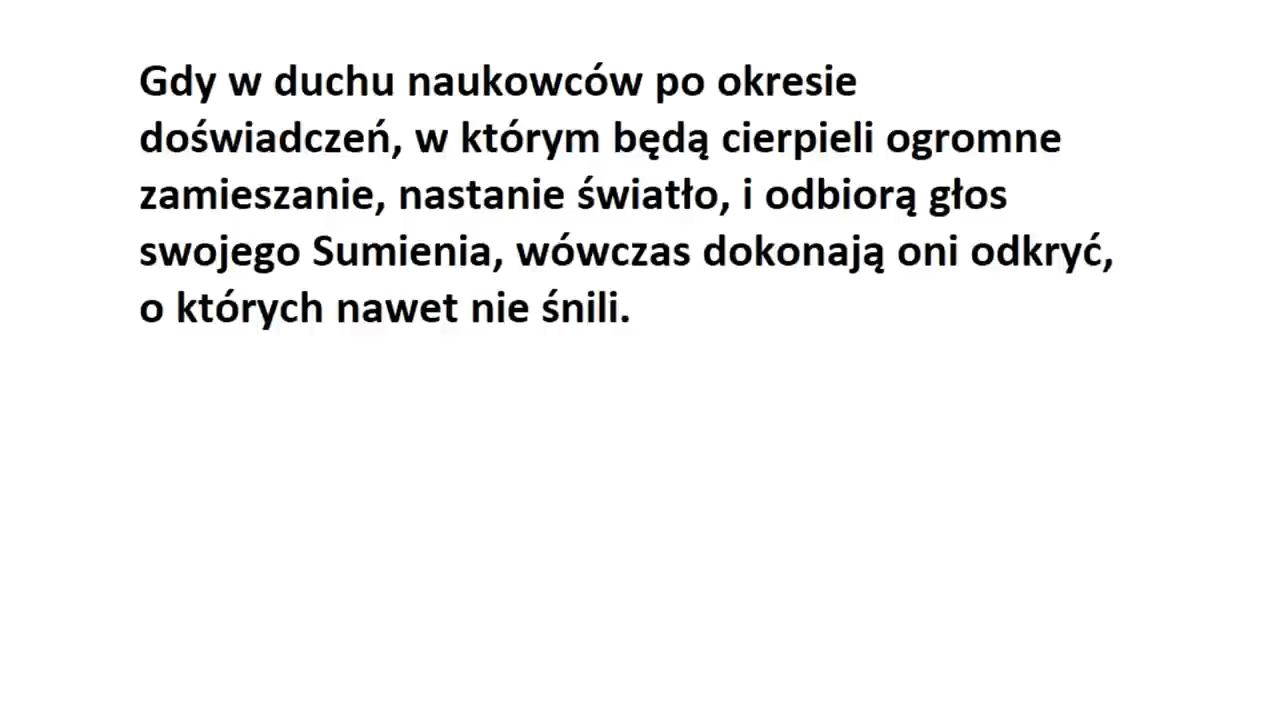 Gdy w duchu naukowców po okresie
doświadczeń, w którym będą cierpieli ogromne
zamieszanie, nastanie światło, i odbiorą głos
swojego Sumienia, wówczas dokonają oni odkryć,
o których nawet nie śnili.